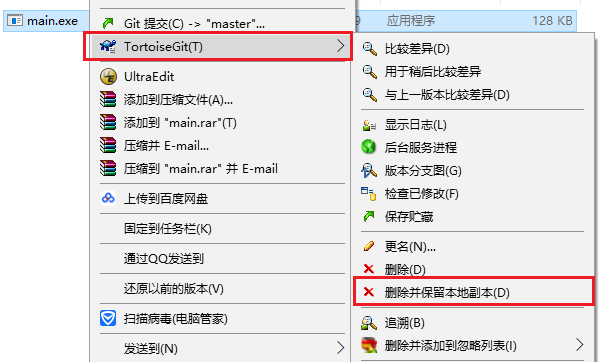 main.exe
9 应用程序 128 KB
Git 提交(C) -> "master"...
TortoiseGit(T)
UltraEdit
添加到压缩文件(A)...
添加到 "main.rar"(T)
压缩并 E-mail...
压缩到 "main.rar" 并 E-mail
上传到百度网盘
固定到任务栏(K)
通过QQ发送到
还原以前的版本(V)
扫描病毒(电脑管家)
发送到(N)
比较差异(D)
用于稍后比较差异
与上一版本比较差异(D)
显示日志(L)
后台服务进程
版本分支图(G)
检查已修改(F)
保存贮藏
更名(N)...
删除(D)
删除并保留本地副本(D)
追溯(B)
删除并添加到忽略列表(I)